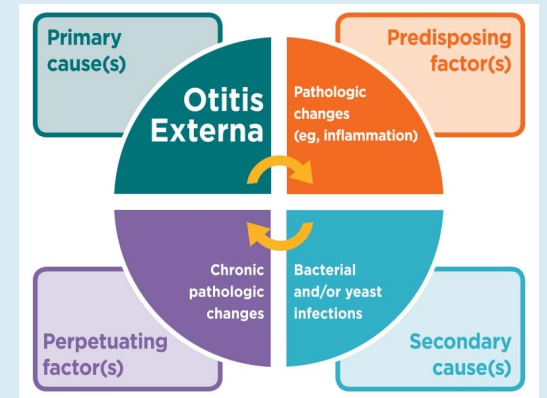 Primary
cause(s)
Predisposing
factor(s)
Otitis
Externa
Pathologic
changes
(eg, inflammation)
Chronic
pathologic
changes
Bacterial
and/or yeast
infections
Perpetuating
factor(s)
Secondary
cause(s)